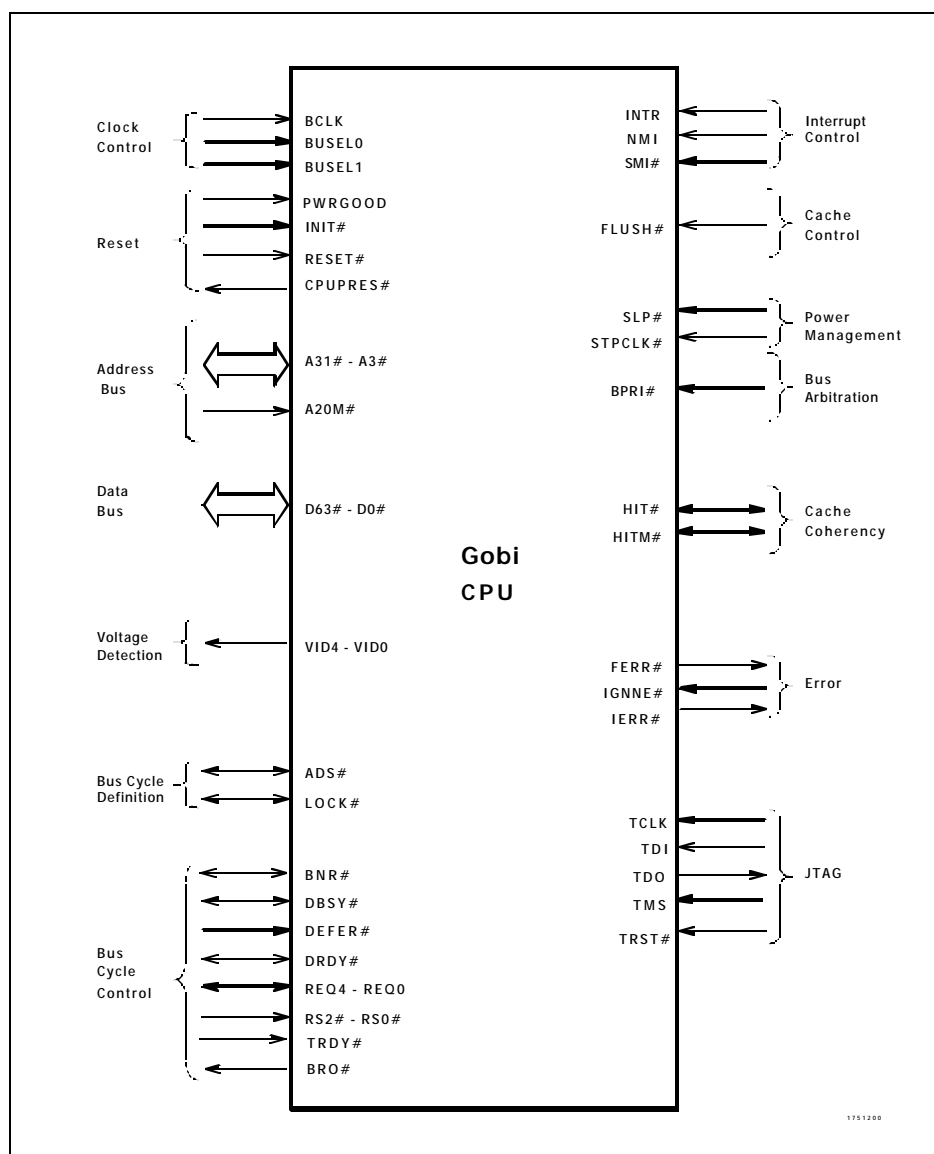 Clock
Control
BCLK
BUSEL0
BUSEL1
Reset
PWRGOOD
INIT#
RESET#
CPUPRES#
Address
Bus
A31# - A3#
A20M#
Data
Bus
D63# - D0#
Voltage
Detection
VID4 - VID0
Bus Cycle
Definition
ADS#
LOCK#
Bus
Cycle
Control
BNR#
DBSY#
DEFER#
DRDY#
REQ4 - REQ0
RS2# - RS0#
TRDY#
BRO#
Gobi
CPU
INTR
NMI
SMI#
Interrupt
Control
FLUSH#
Cache
Control
SLP#
STPCLK#
Power
Management
BPRI#
Bus
Arbitration
HIT#
HITM#
Cache
Coherency
FERR#
IGNNE#
IERR#
Error
TCLK
TDI
TDO
TMS
TRST#
JTAG
1751200